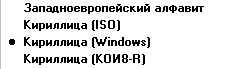 Западноевропейский алфавит
Кириллица (ISO)
Кириллица (Windows)
Кириллица (КОИ8-R)